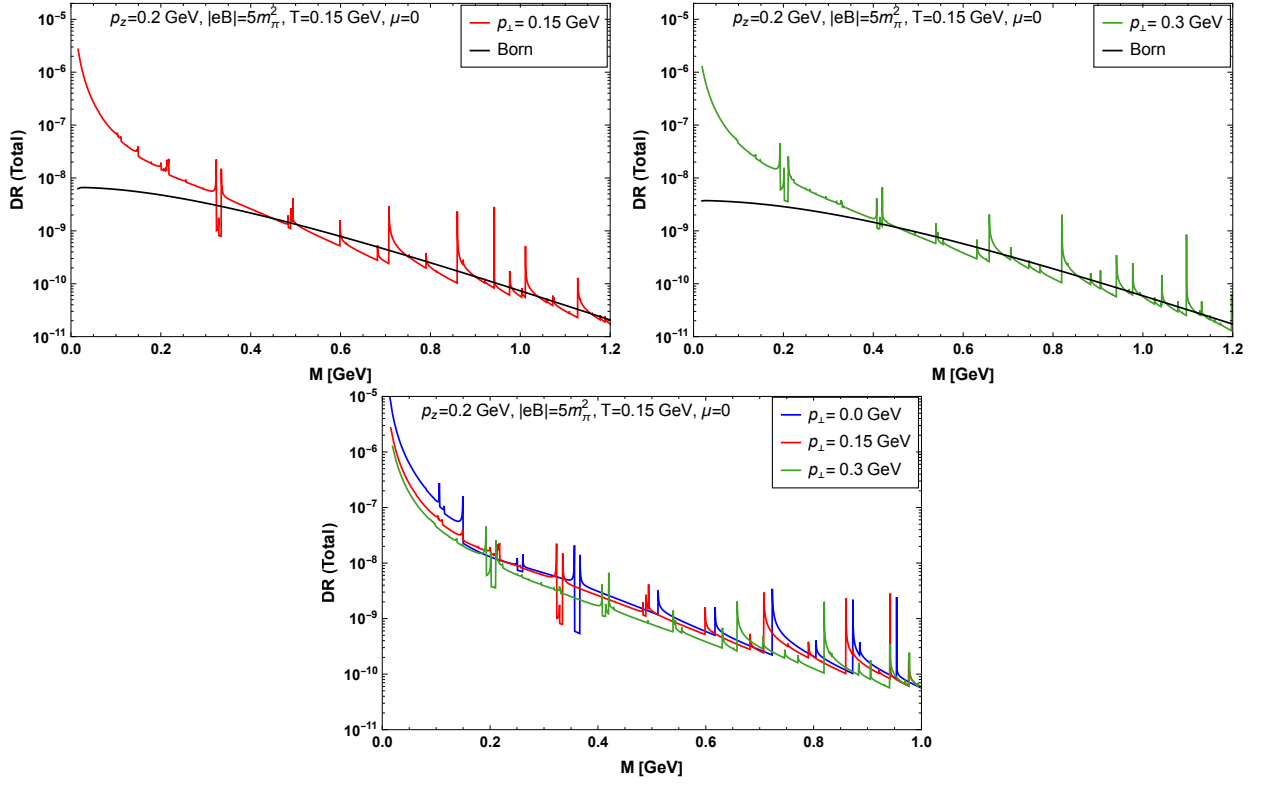 p_z=0.2 GeV, |eB|=5m_π^2, T=0.15 GeV, μ=0
p_⊥= 0.15 GeV
Born
10^-5
10^-6
10^-7
10^-8
10^-9
10^-10
10^-11
DR (Total)
0.0 0.2 0.4 0.6 0.8 1.0 1.2
M [GeV]
p_z=0.2 GeV, |eB|=5m_π^2, T=0.15 GeV, μ=0
p_⊥= 0.3 GeV
Born
10^-5
10^-6
10^-7
10^-8
10^-9
10^-10
10^-11
DR (Total)
0.0 0.2 0.4 0.6 0.8 1.0 1.2
M [GeV]
p_z=0.2 GeV, |eB|=5m_π^2, T=0.15 GeV, μ=0
p_⊥= 0.0 GeV
p_⊥= 0.15 GeV
p_⊥= 0.3 GeV
10^-5
10^-6
10^-7
10^-8
10^-9
10^-10
10^-11
DR (Total)
0.0 0.2 0.4 0.6 0.8 1.0
M [GeV]